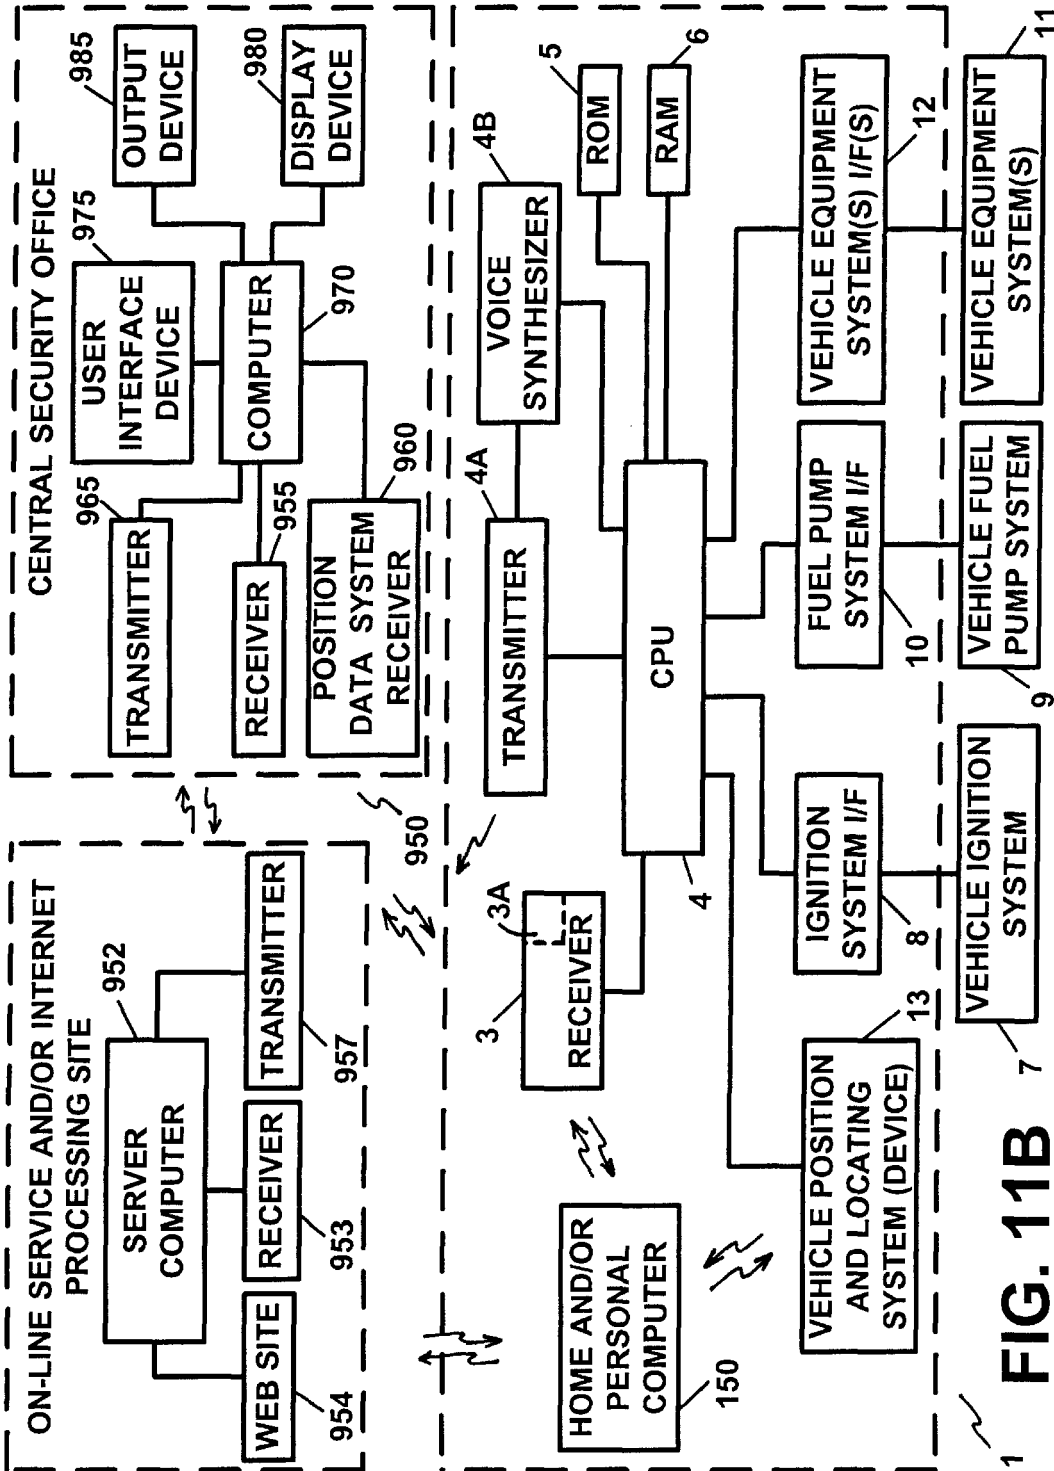 ON-LINE SERVICE AND/OR INTERNET
PROCESSING SITE
952
SERVER
COMPUTER
WEB SITE
954
RECEIVER
953
TRANSMITTER
957
CENTRAL SECURITY OFFICE
965
TRANSMITTER
USER
INTERFACE
DEVICE
975
OUTPUT
DEVICE
985
RECEIVER
955
COMPUTER
970
DISPLAY
DEVICE
980
POSITION
DATA SYSTEM
RECEIVER
960
950
HOME AND/OR
PERSONAL
COMPUTER
150
3
3A
RECEIVER
TRANSMITTER
4A
VOICE
SYNTHESIZER
4B
ROM
5
RAM
6
CPU
4
VEHICLE POSITION
AND LOCATING
SYSTEM (DEVICE)
13
IGNITION
SYSTEM I/F
8
FUEL PUMP
SYSTEM I/F
10
VEHICLE EQUIPMENT
SYSTEM(S) I/F(S)
12
VEHICLE IGNITION
SYSTEM
7
VEHICLE FUEL
PUMP SYSTEM
9
VEHICLE EQUIPMENT
SYSTEM(S)
11
1
FIG. 11B